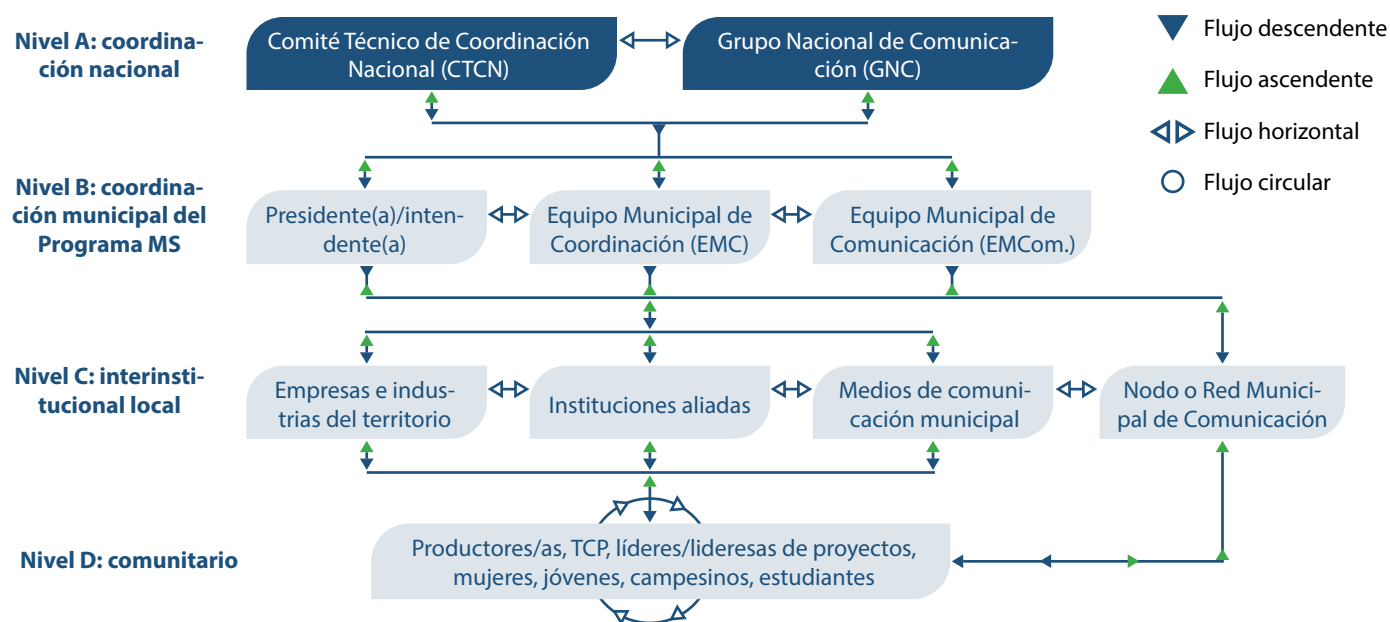 Nivel A: coordina-
ación nacional
Comité Técnico de Coordinación
Nacional (CTCN)
Grupo Nacional de Comunica-
ción (GNC)
Flujo descendente
Flujo ascendente
Flujo horizontal
Flujo circular
Nivel B: coordina-
ación municipal del
Programa MS
Presidente(a)/inten-
dente(a)
Equipo Municipal de
Coordinación (EMC)
Equipo Municipal de
Comunicación (EMCom.)
Nivel C: interinsti-
tucional local
Empresas e indus-
trias del territorio
Instituciones aliadas
Medios de comuni-
cación municipal
Nodo o Red Munici-
pal de Comunicación
Nivel D: comunitario
Productores/as, TCP, líderes/lideresas de proyectos,
mujeres, jóvenes, campesinos, estudiantes